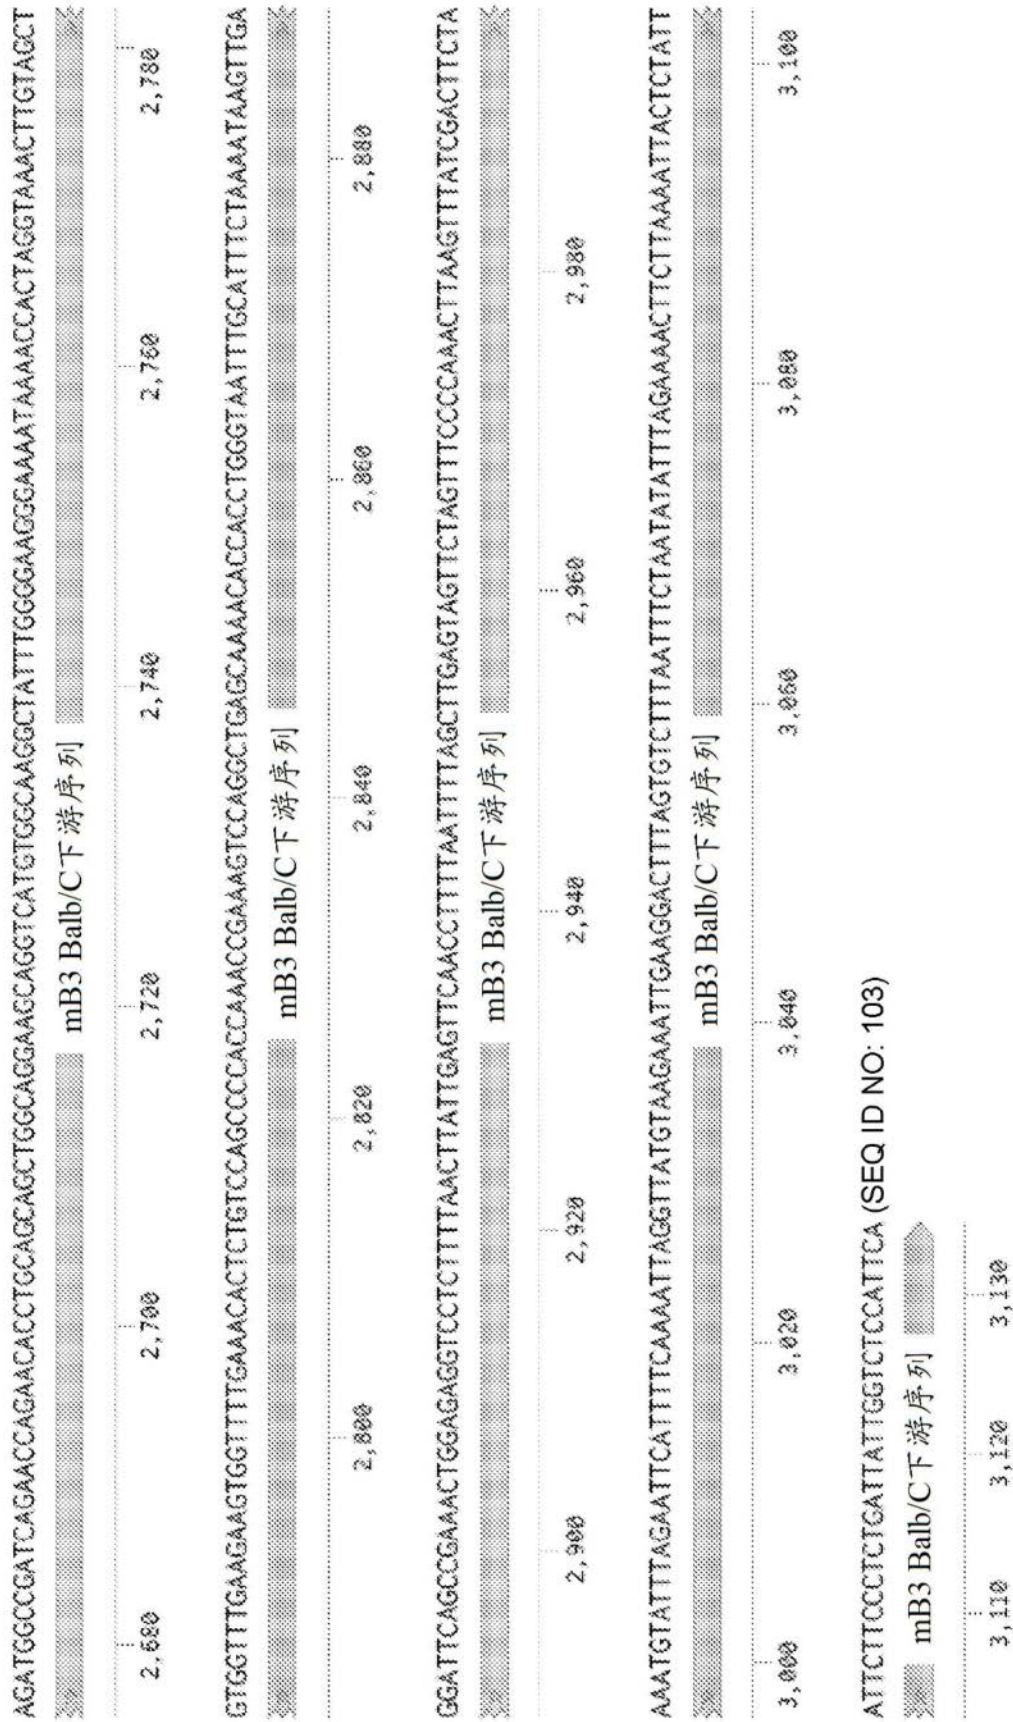 AGATGGCCGATCAGAACCAGAACACCTGCAGCAGCTGGCAGGAAGCAGGTCATGTGGCAAGGCTATTTGGGGAAGGGAAAATAAAACCACTAGGTAAACTTGTAGCT
mB3 Balb/C下游序列
2,680 2,700 2,720 2,740 2,760 2,780
GTGGTTTGAAGAAGTGGTTTTGAAACACTCTGTCCAGCCCCACCAAACCGAAAGTCCAGGCTGAGCAAAACACCACCTGGGTAATTTGCATTTCTAAAATAAGTTGA
mB3 Balb/C下游序列
2,800 2,820 2,840 2,860 2,880
GGATTCAGCCGAAACTGGAGAGGTCCTCTTTTAACTTATTGAGTTCAACCTTTTAATTTTAGCTTGAGTAGTTCTAGTTTCCCCAAACTTAAGTTTATCGACTTCTA
mB3 Balb/C下游序列
2,900 2,920 2,940 2,960 2,980
AAATGTATTTAGAATTCATTTTCAAAATTAGGTTATGTAAGAAATTGAAGGACTTTAGTGTCTTTAATTTCTAATATATTTAGAAAACTTCTTAAAATTACTCTATT
mB3 Balb/C下游序列
3,000 3,020 3,040 3,060 3,080 3,100
ATTCTTCCCTCTGATTATTGGTCTCCATTCA (SEQ ID NO: 103)
mB3 Balb/C下游序列
3,110 3,120 3,130